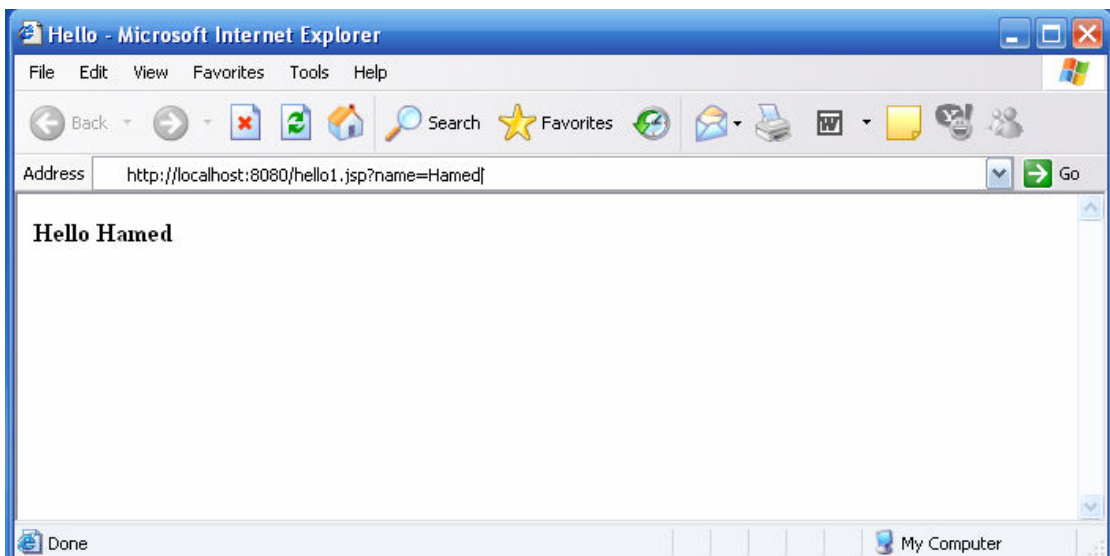 Hello - Microsoft Internet Explorer
File Edit View Favorites Tools Help
Back Search Favorites W
Address http://localhost:8080/hello1.jsp?name=Hamed Go
Hello Hamed
Done My Computer